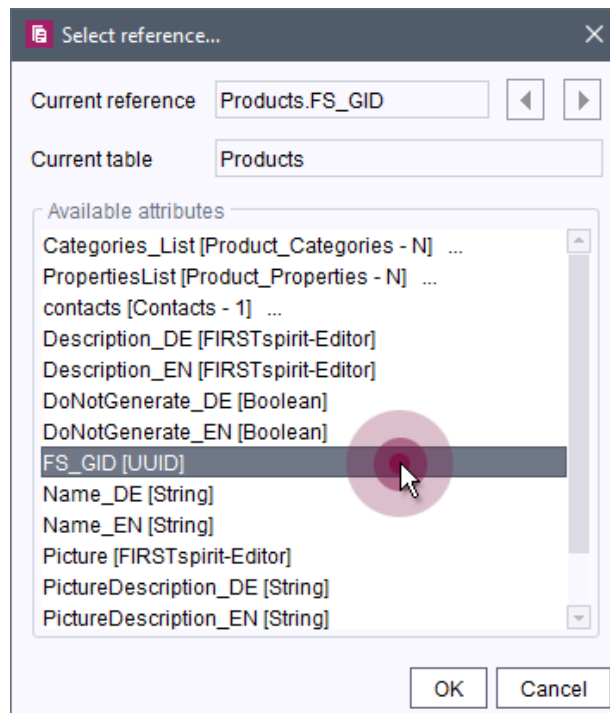 Select reference...
Current reference Products.FS_GID
Current table Products
Available attributes
Categories_List [Product_Categories - N] ...
PropertiesList [Product_Properties - N] ...
contacts [Contacts - 1] ...
Description_DE [FIRSTspirit-Editor]
Description_EN [FIRSTspirit-Editor]
DoNotGenerate_DE [Boolean]
DoNotGenerate_EN [Boolean]
FS_GID [UUID]
Name_DE [String]
Name_EN [String]
Picture [FIRSTspirit-Editor]
PictureDescription_DE [String]
PictureDescription_EN [String]
OK Cancel